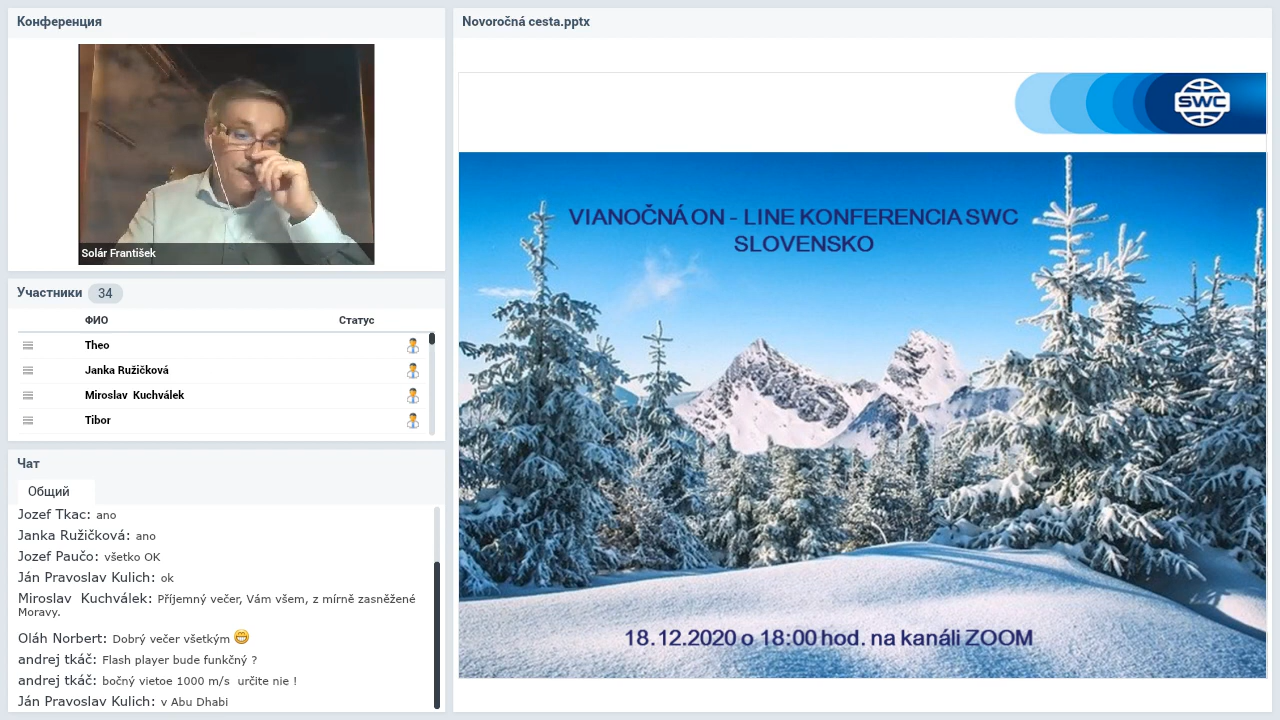 Конференция
Solár František
Участники 34
ФИО Статус
Theo
Janka Ružičková
Miroslav  Kuchválek
Tibor
Чат
Общий
Jozef Tkac: ano
Janka Ružičková: ano
Jozef Paučo: všetko OK
Ján Pravoslav Kulich: ok
Miroslav  Kuchválek: Příjemný večer, Vám všem, z mírně zasněžené
Moravy.
Oláh Norbert: Dobrý večer všetkým
andrej tkáč: Flash player bude funkčný ?
andrej tkáč: bočný vietoe 1000 m/s  určite nie !
Ján Pravoslav Kulich: v Abu Dhabi
Novoročná cesta.pptx
SWC
VIANOČNÁ ON - LINE KONFERENCIA SWC
SLOVENSKO
18.12.2020 o 18:00 hod. na kanáli ZOOM